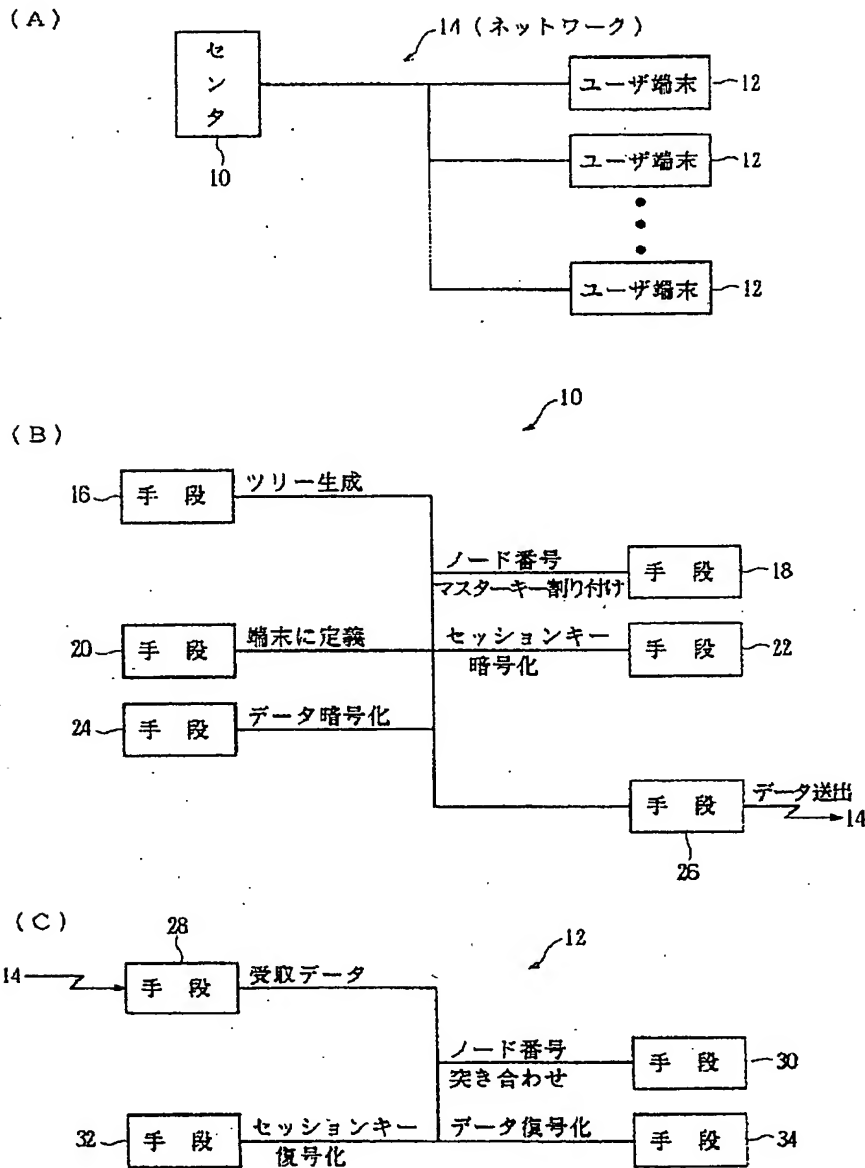 (A)
14(ネットワーク)
センタ
10
ユーザ端末
12
ユーザ端末
12
ユーザ端末
12
(B)
10
16
手段
ツリー生成
ノード番号
マスターキー割り付け
手段
18
20
手段
端末に定義
セッションキー
暗号化
手段
22
24
手段
データ暗号化
手段
26
データ送出
14
(C)
12
14
28
手段
受取データ
ノード番号
突き合わせ
手段
30
32
手段
セッションキー
復号化
データ復号化
手段
34